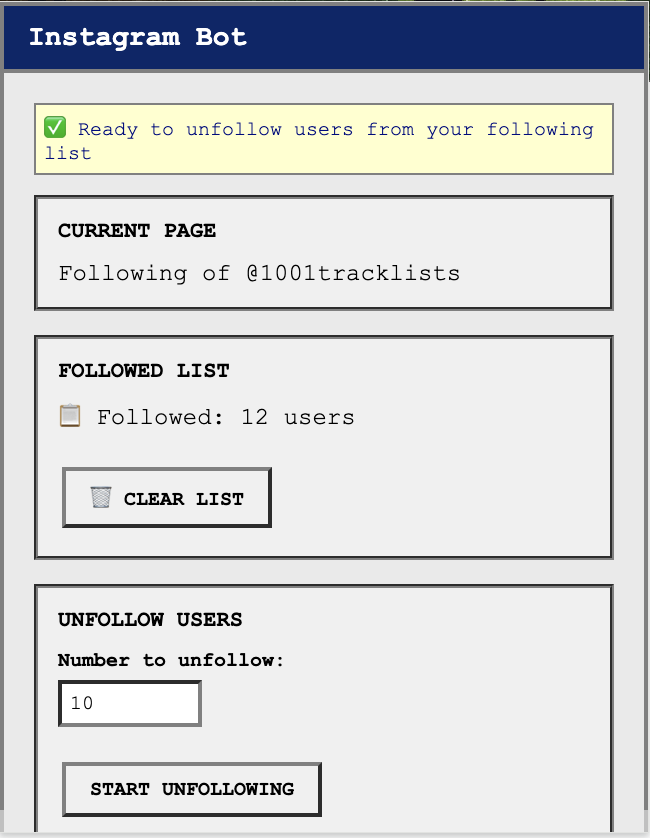 Instagram Bot
✅ Ready to unfollow users from your following
list
CURRENT PAGE
Following of @1001tracklists
FOLLOWED LIST
📋 Followed: 12 users
🗑️ CLEAR LIST
UNFOLLOW USERS
Number to unfollow:
10
START UNFOLLOWING